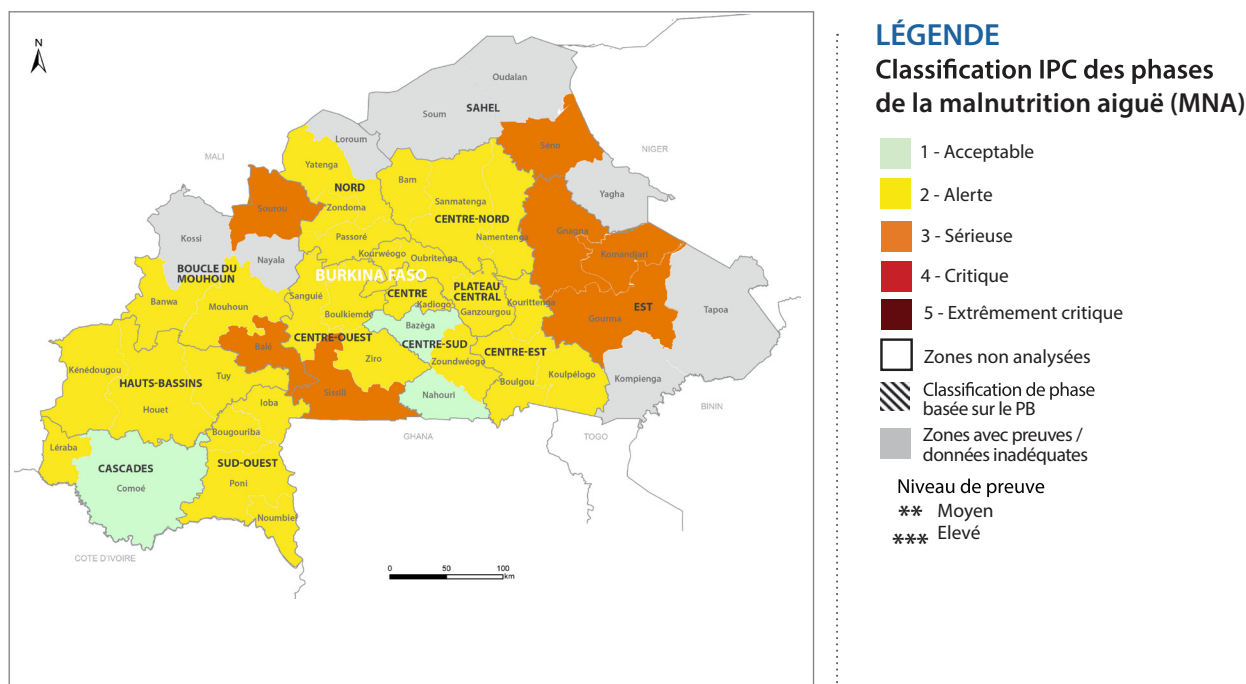 N
MALI
NIGER
BININ
TOGO
GHANA
COTE D'IVOIRE
Oudalan
SAHEL
Soum
Loroum
Séno
Yagha
Yatenga
NORD
Bam
Sanmatenga
CENTRE-NORD
Zondoma
Sourou
Namentenga
Gnagna
Komandjari
Kossi
Passoré
Kourwéogo
Oubritenga
Nayala
BOUCLE DU
MOUHOUN
BURKINA FASO
PLATEAU
CENTRAL
CENTRE
Banwa
Mouhoun
Sanguié
Kadiogo
Kourittenga
EST
Tapoa
Boulkiemdé
Ganzourgou
Gourma
Bazèga
CENTRE-OUEST
CENTRE-SUD
CENTRE-EST
Balé
Ziro
Zoundwéogo
Kénédougou
HAUTS-BASSINS
Tuy
Boulgou
Koulpélogo
Kompienga
Sissili
Nahouri
Houet
Ioba
Bougouriba
Léraba
CASCADES
SUD-OUEST
Comoé
Poni
Noumbiel
0 50 100
km
LÉGENDE
Classification IPC des phases
de la malnutrition aiguë (MNA)
1 - Acceptable
2 - Alerte
3 - Sérieuse
4 - Critique
5 - Extrêmement critique
Zones non analysées
Classification de phase
basée sur le PB
Zones avec preuves /
données inadéquates
Niveau de preuve
** Moyen
*** Elevé